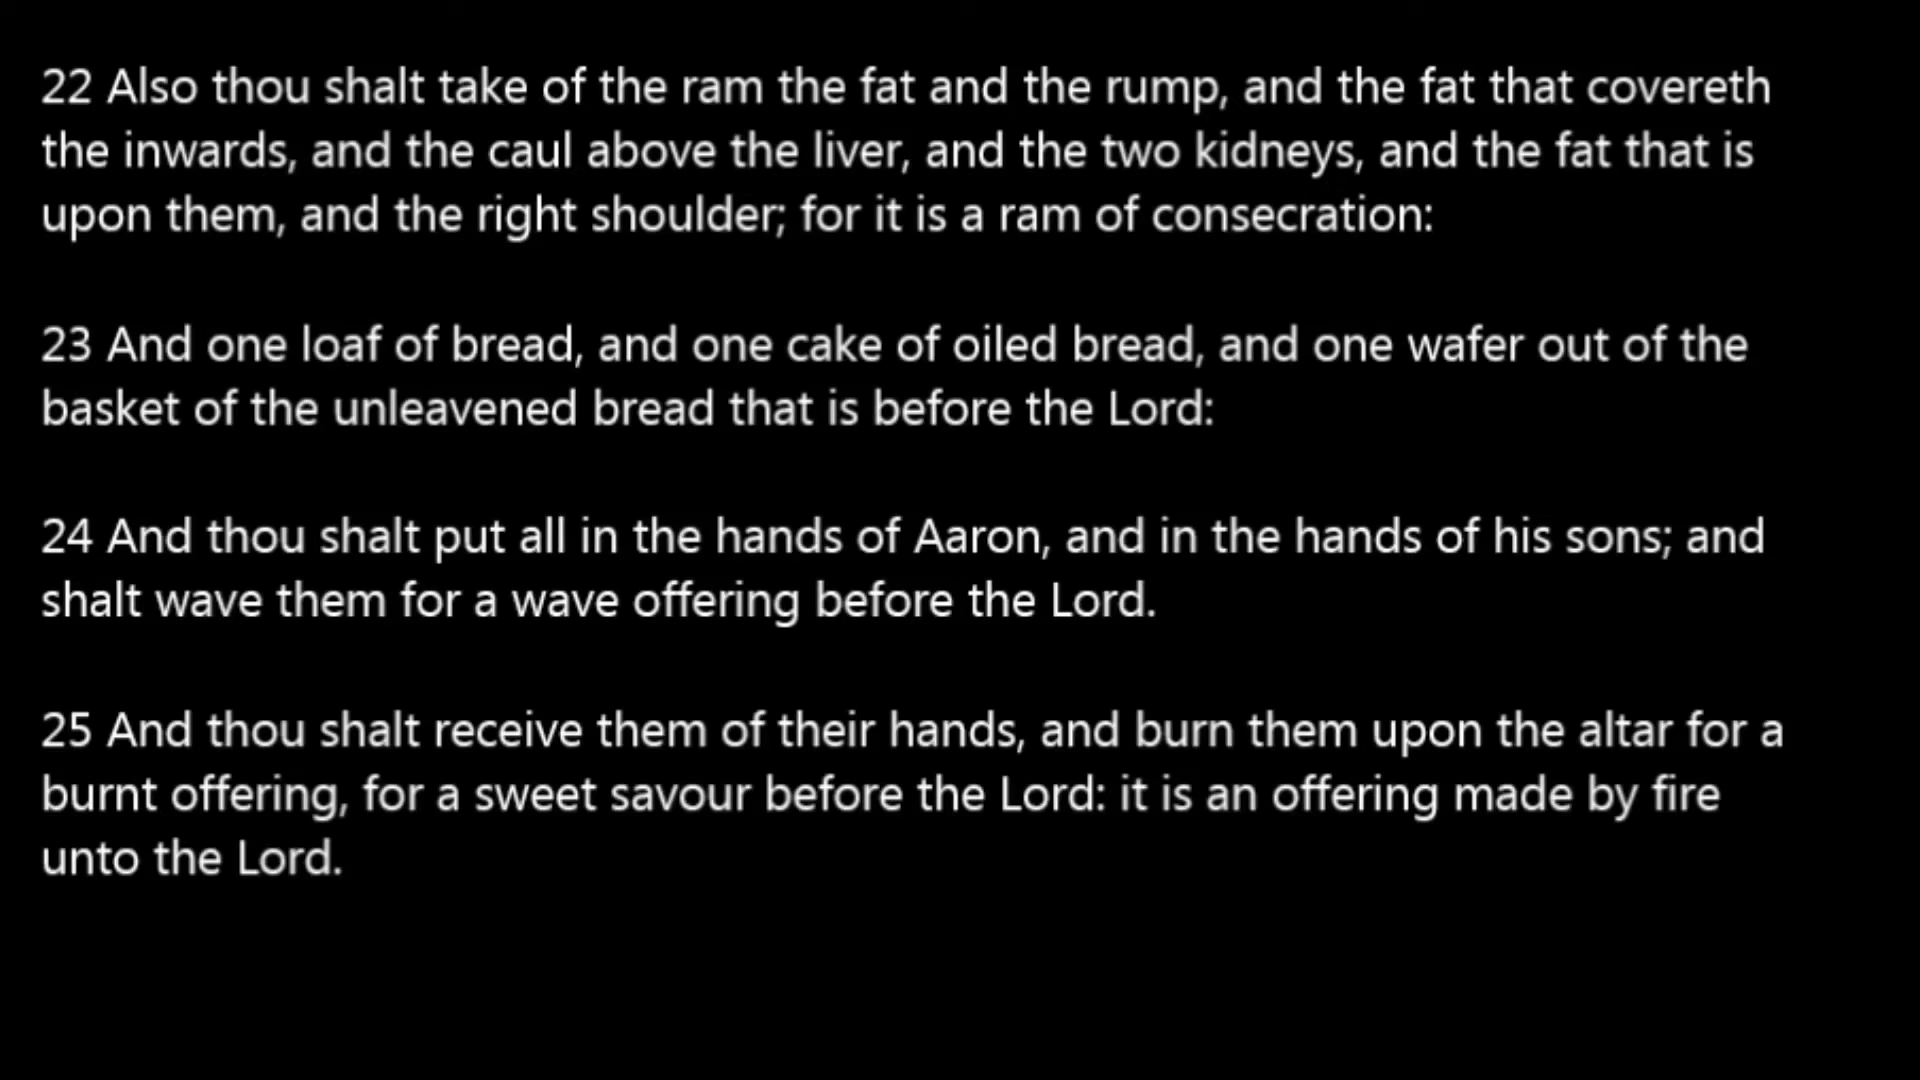 22 Also thou shalt take of the ram the fat and the rump, and the fat that covereth
the inwards, and the caul above the liver, and the two kidneys, and the fat that is
upon them, and the right shoulder; for it is a ram of consecration:
23 And one loaf of bread, and one cake of oiled bread, and one wafer out of the
basket of the unleavened bread that is before the Lord:
24 And thou shalt put all in the hands of Aaron, and in the hands of his sons; and
shalt wave them for a wave offering before the Lord.
25 And thou shalt receive them of their hands, and burn them upon the altar for a
burnt offering, for a sweet savour before the Lord: it is an offering made by fire
unto the Lord.